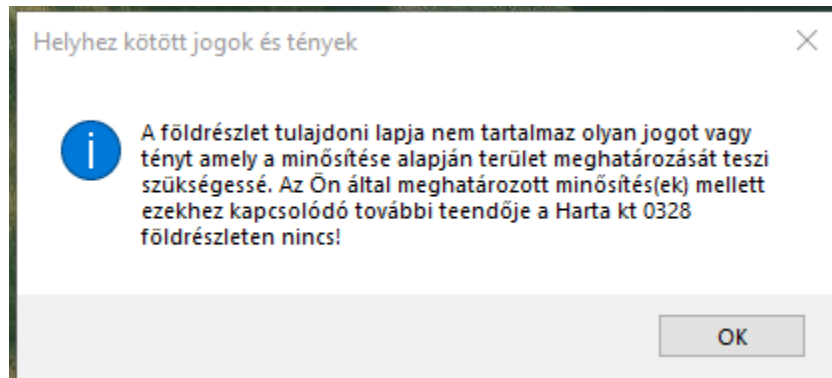 Helyhez kötött jogok és tények
A földrészlet tulajdoni lapja nem tartalmaz olyan jogot vagy
tényt amely a minősítése alapján terület meghatározását teszi
szükségessé. Az Ön által meghatározott minősítés(ek) mellett
ezekhez kapcsolódó további teendője a Harta kt 0328
földrészleten nincs!
OK